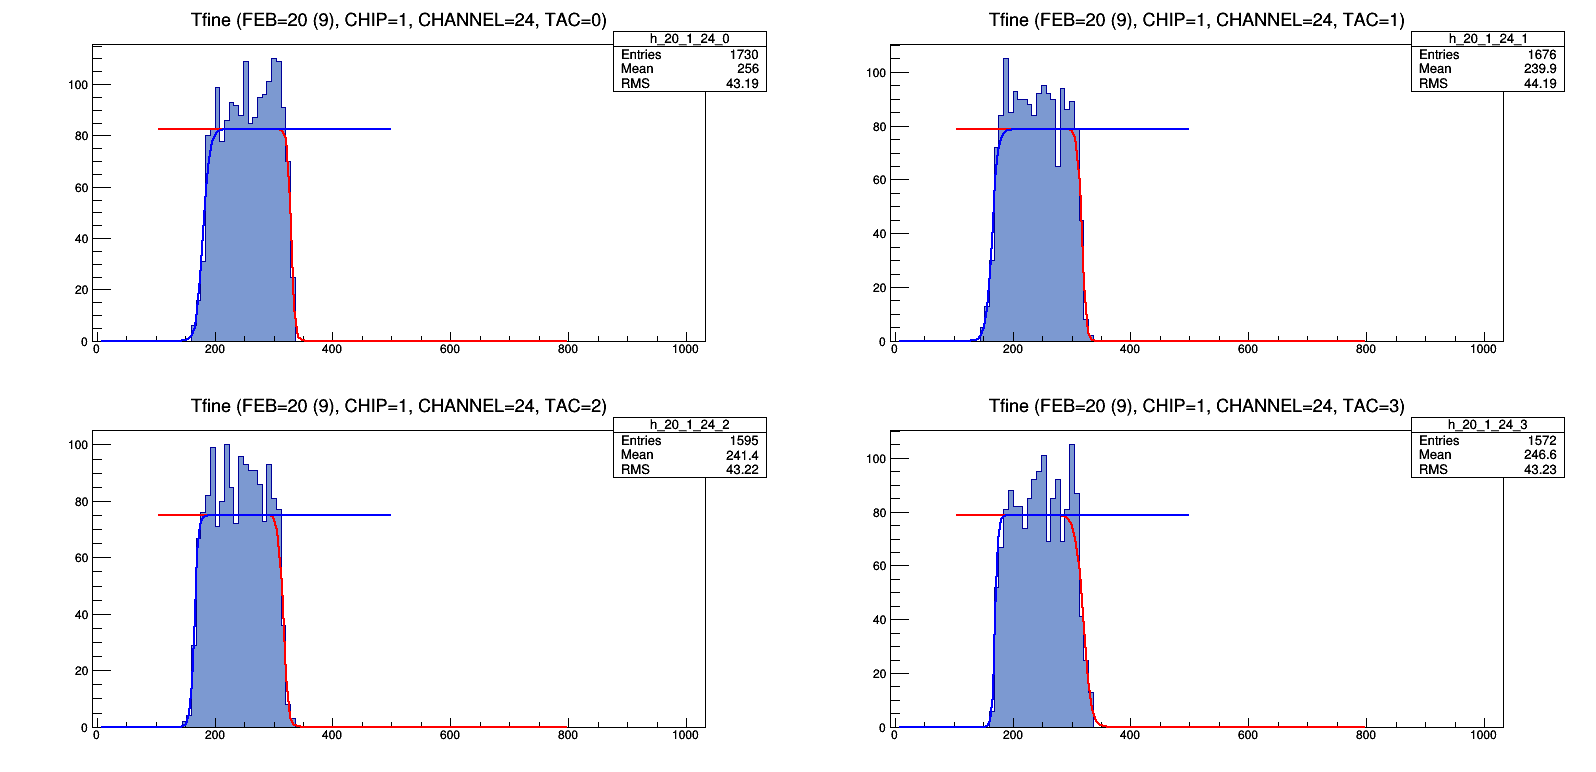 Tfine (FEB=20 (9), CHIP=1, CHANNEL=24, TAC=0)
h_20_1_24_0
Entries 1730
Mean 256
RMS 43.19
100
80
60
40
20
0
0 200 400 600 800 1000
Tfine (FEB=20 (9), CHIP=1, CHANNEL=24, TAC=1)
h_20_1_24_1
Entries 1676
Mean 239.9
RMS 44.19
100
80
60
40
20
0
0 200 400 600 800 1000
Tfine (FEB=20 (9), CHIP=1, CHANNEL=24, TAC=2)
h_20_1_24_2
Entries 1595
Mean 241.4
RMS 43.22
100
80
60
40
20
0
0 200 400 600 800 1000
Tfine (FEB=20 (9), CHIP=1, CHANNEL=24, TAC=3)
h_20_1_24_3
Entries 1572
Mean 246.6
RMS 43.23
100
80
60
40
20
0
0 200 400 600 800 1000